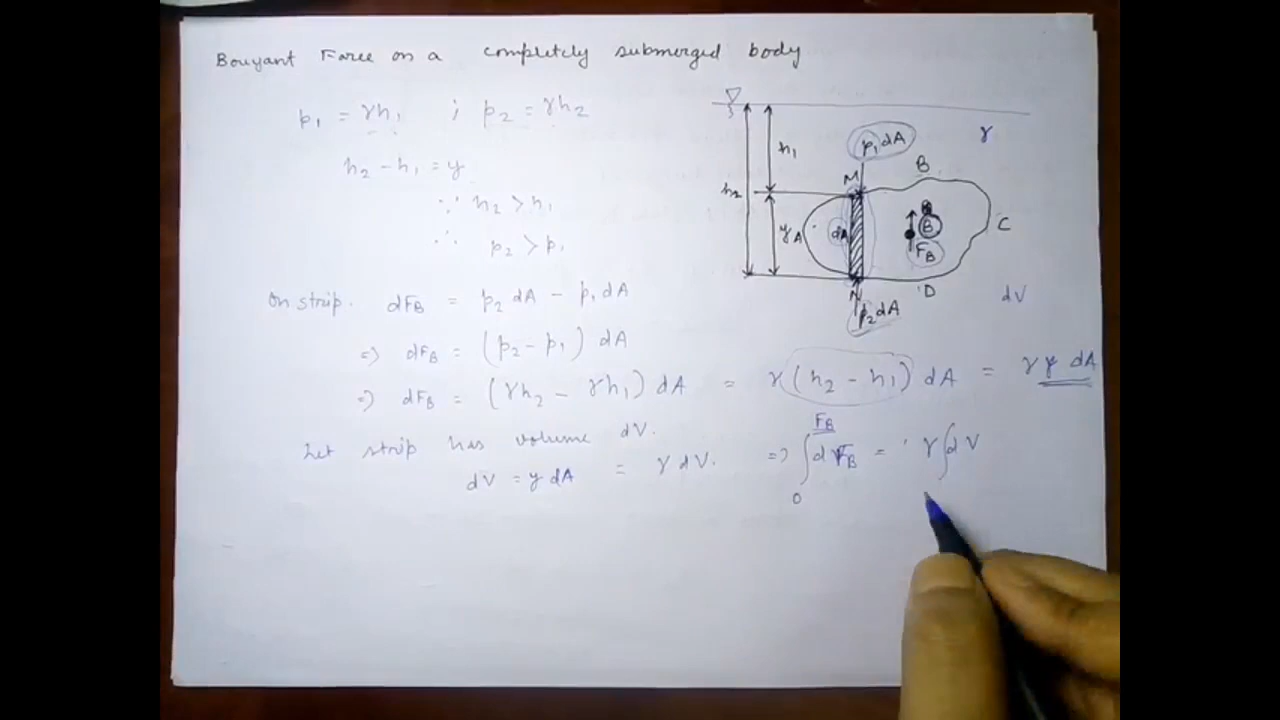 Bouyant Force on a completely submerged body
p₁ = γh₁ ; p₂ = γh₂
h₂ - h₁ = y
∵ h₂ > h₁
∴ p₂ > p₁
On strip. dF_B = p₂ dA - p₁ dA
=> dF_B = (p₂ - p₁) dA
=> dF_B = (γh₂ - γh₁) dA = γ (h₂ - h₁) dA = γ y dA
Let strip has volume dV.
dV = y dA = γ dV. => ∫₀^{F_B} dF_B = γ ∫ dV
γ
h₁
p₁dA
M
B
h₂
y
A
dA
B
F_B
C
N
D
p₂dA
dV